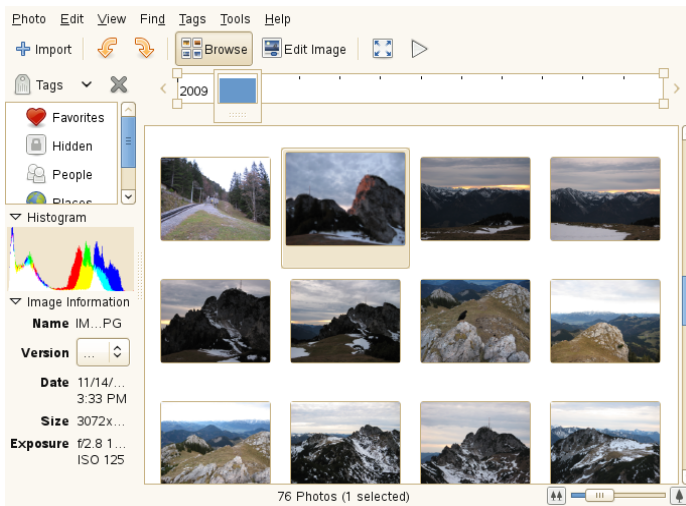 Photo Edit View Find Tags Tools Help
Import Browse Edit Image
Tags
2009
Favorites
Hidden
People
Places
Histogram
Image Information
Name IM...PG
Version ...
Date 11/14/...
3:33 PM
Size 3072x...
Exposure f/2.8 1...
ISO 125
76 Photos (1 selected)